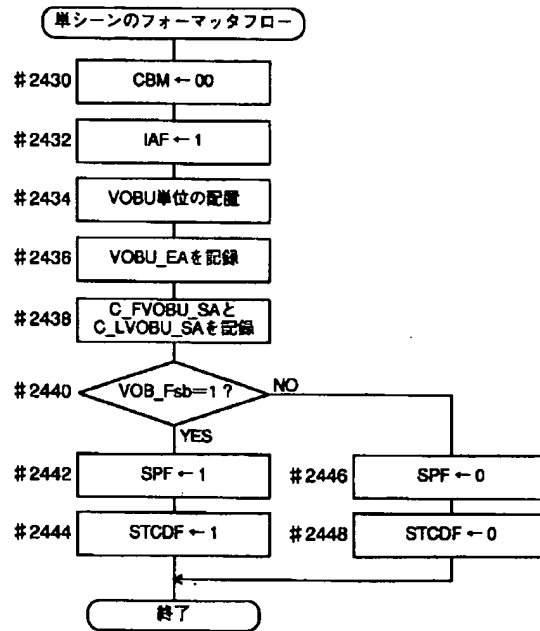 単シーンのフォーマッタフロー
#2430
CBM ← 00
#2432
IAF ← 1
#2434
VOBU単位の配置
#2436
VOBU_EAを記録
#2438
C_FVOBU_SAと
C_LVOBU_SAを記録
#2440
VOB_Fsb=1?
NO
YES
#2442
SPF ← 1
#2446
SPF ← 0
#2444
STCDF ← 1
#2448
STCDF ← 0
終了